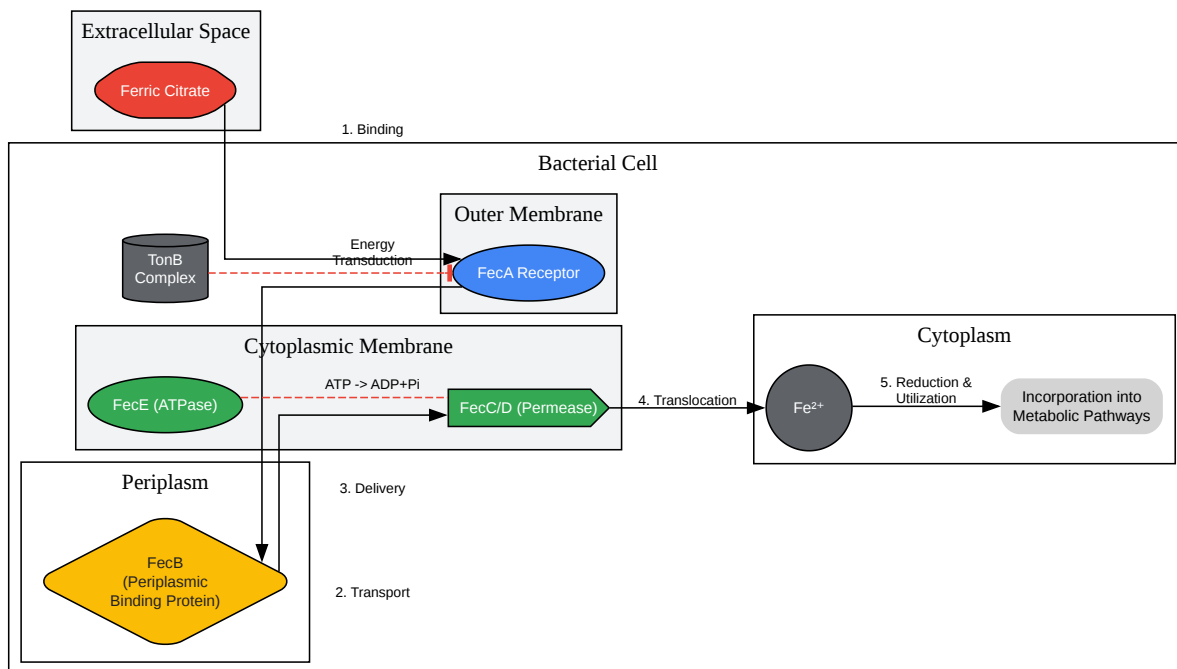 Extracellular Space
Ferric Citrate
1. Binding
Bacterial Cell
Outer Membrane
TonB
Complex
Energy
Transduction
FecA Receptor
Cytoplasmic Membrane
FecE (ATPase)
ATP -> ADP+Pi
FecC/D (Permease)
4. Translocation
Cytoplasm
Fe²⁺
5. Reduction &
Utilization
Incorporation into
Metabolic Pathways
Periplasm
3. Delivery
FecB
(Periplasmic
Binding Protein)
2. Transport